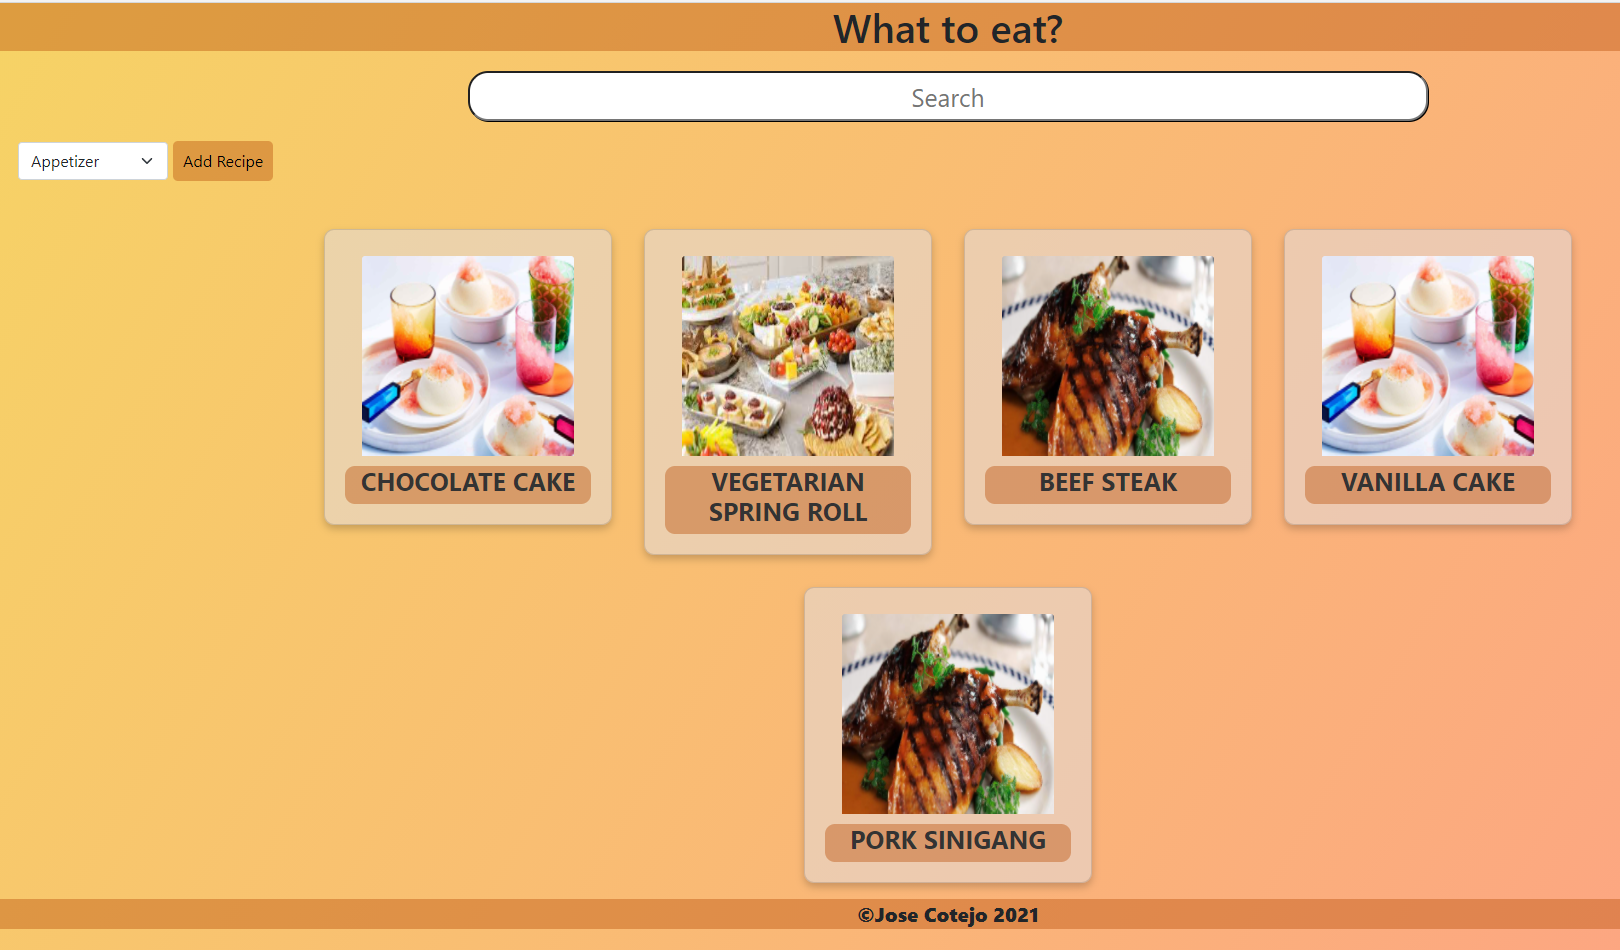 What to eat?
Search
Appetizer
Add Recipe
CHOCOLATE CAKE
VEGETARIAN
SPRING ROLL
BEEF STEAK
VANILLA CAKE
PORK SINIGANG
©Jose Cotejo 2021